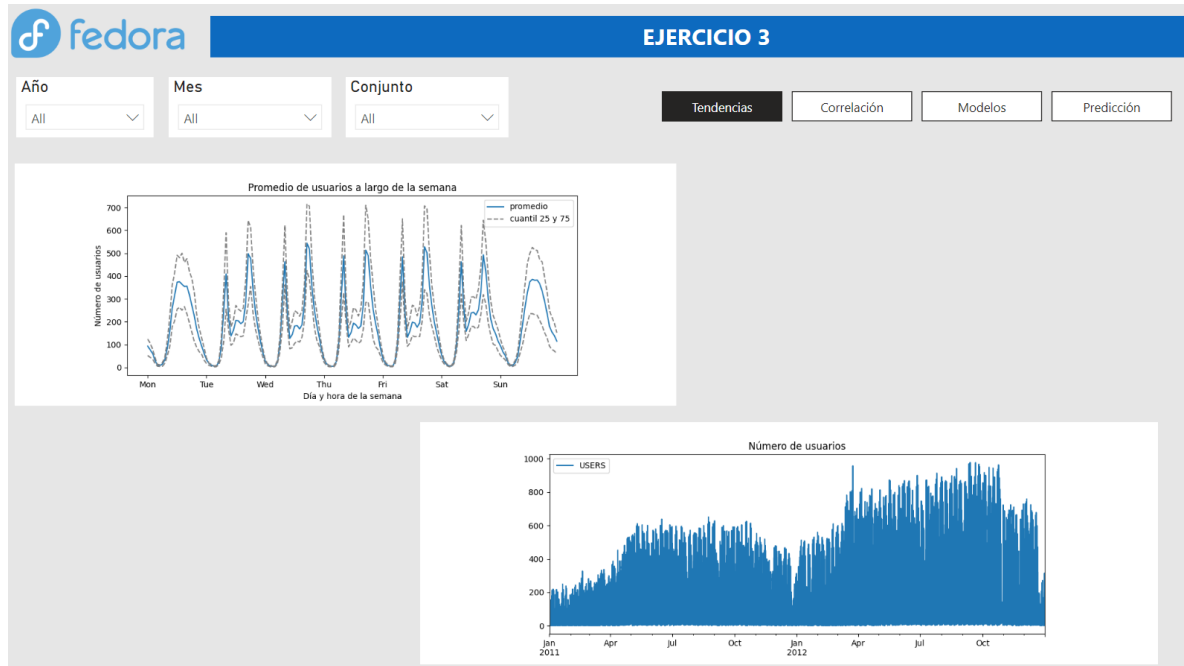 fedora
EJERCICIO 3
Año
All
Mes
All
Conjunto
All
Tendencias
Correlación
Modelos
Predicción
Promedio de usuarios a largo de la semana
promedio
cuantil 25 y 75
Número de usuarios
700
600
500
400
300
200
100
0
Mon
Tue
Wed
Thu
Fri
Sat
Sun
Día y hora de la semana
Número de usuarios
USERS
1000
800
600
400
200
0
Jan
2011
Apr
Jul
Oct
Jan
2012
Apr
Jul
Oct